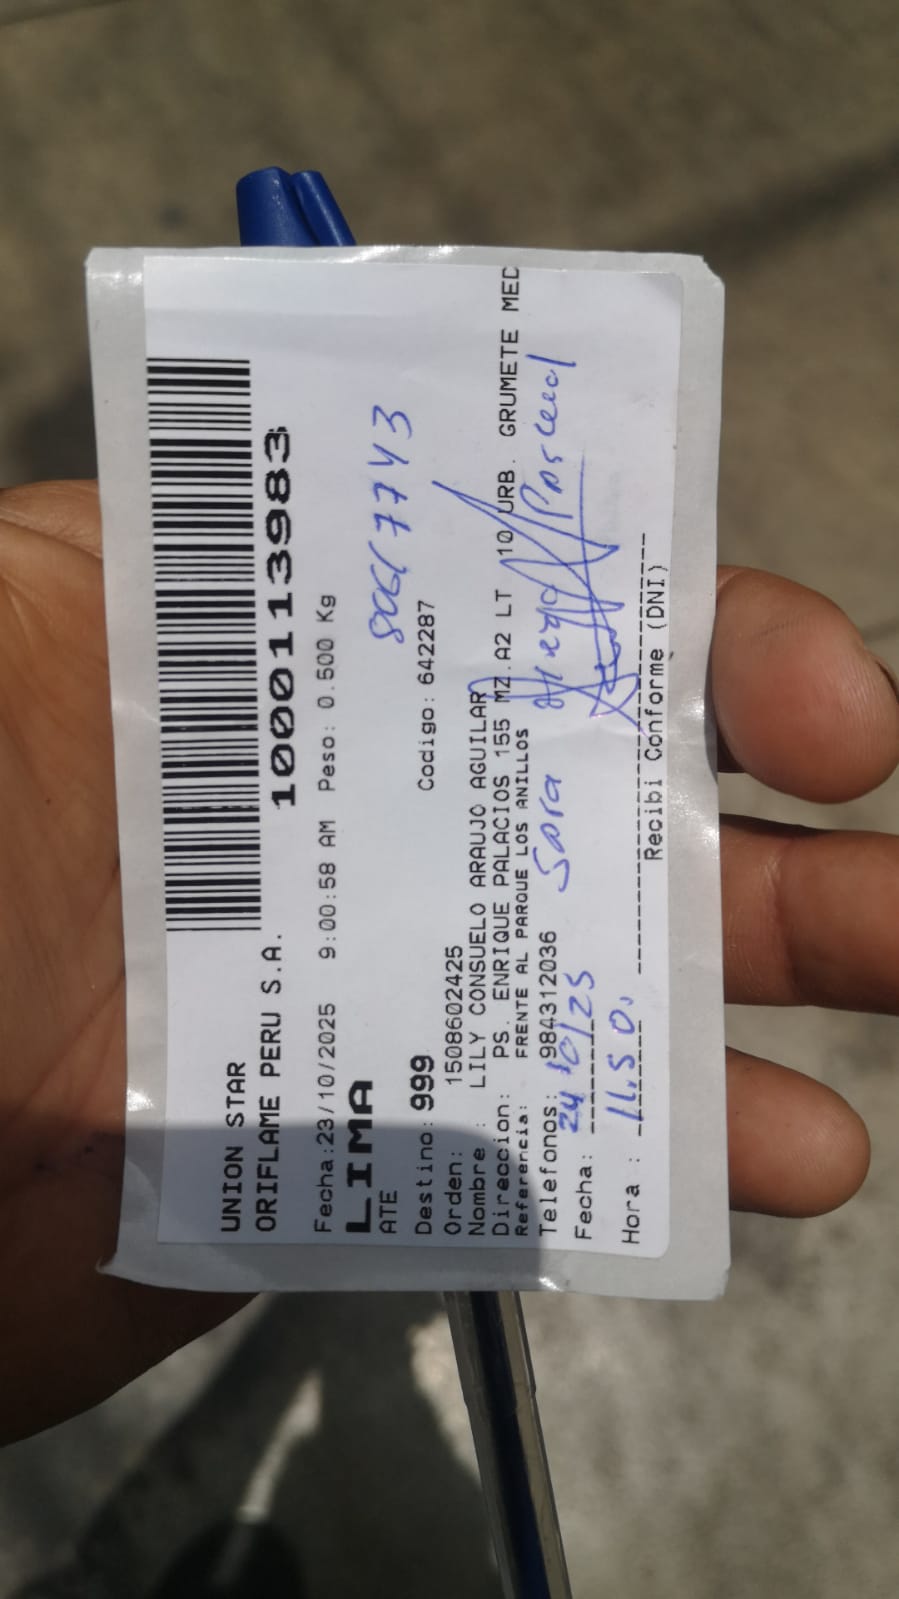 1000113983
UNION STAR
ORIFLAME PERU S.A.
Fecha:23/10/2025 9:00:58 AM Peso: 0.500 Kg
LIMA
ATE
Destino: 999 Codigo: 642287
Orden: 1508602425
Nombre : LILY CONSUELO ARAUJO AGUILAR
Direccion: PS. ENRIQUE PALACIOS 155 MZ.A2 LT 10 URB. GRUMETE MED
Referencia: FRENTE AL PARQUE LOS ANILLOS
Telefonos: 984312036 Sara
Fecha: 24/10/25
Hora : 11.50.
Recibi Conforme (DNI)